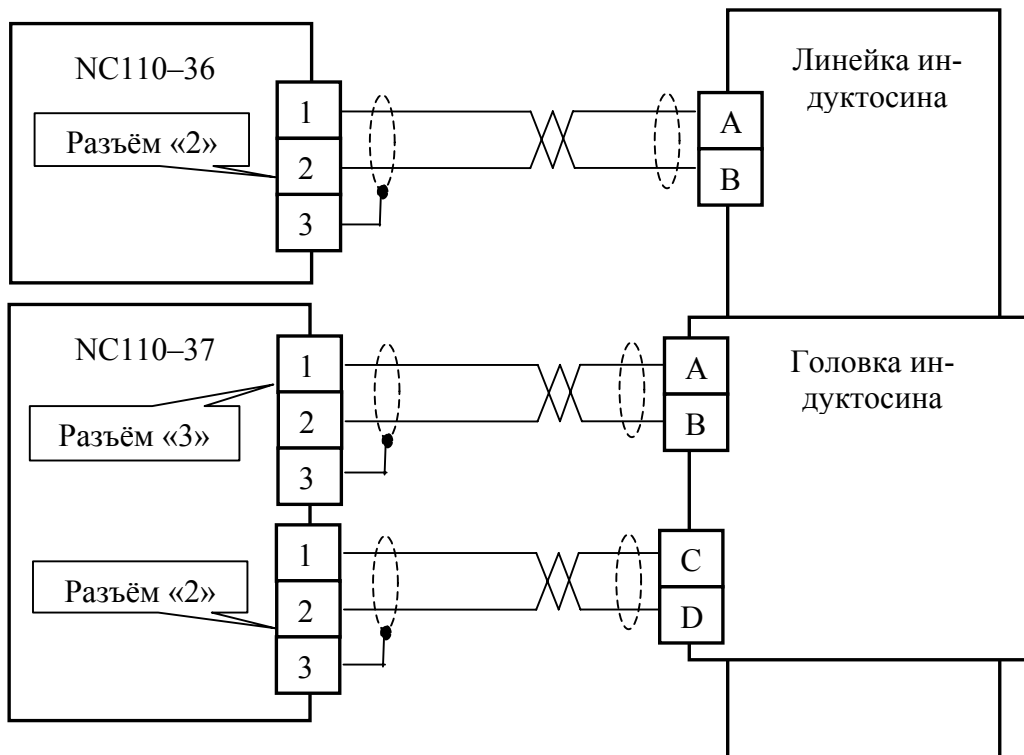 NC110–36
Разъём «2»
1
2
3
Линейка ин-
дуктосина
A
B
NC110–37
Разъём «3»
1
2
3
A
B
Головка ин-
дуктосина
Разъём «2»
1
2
3
C
D